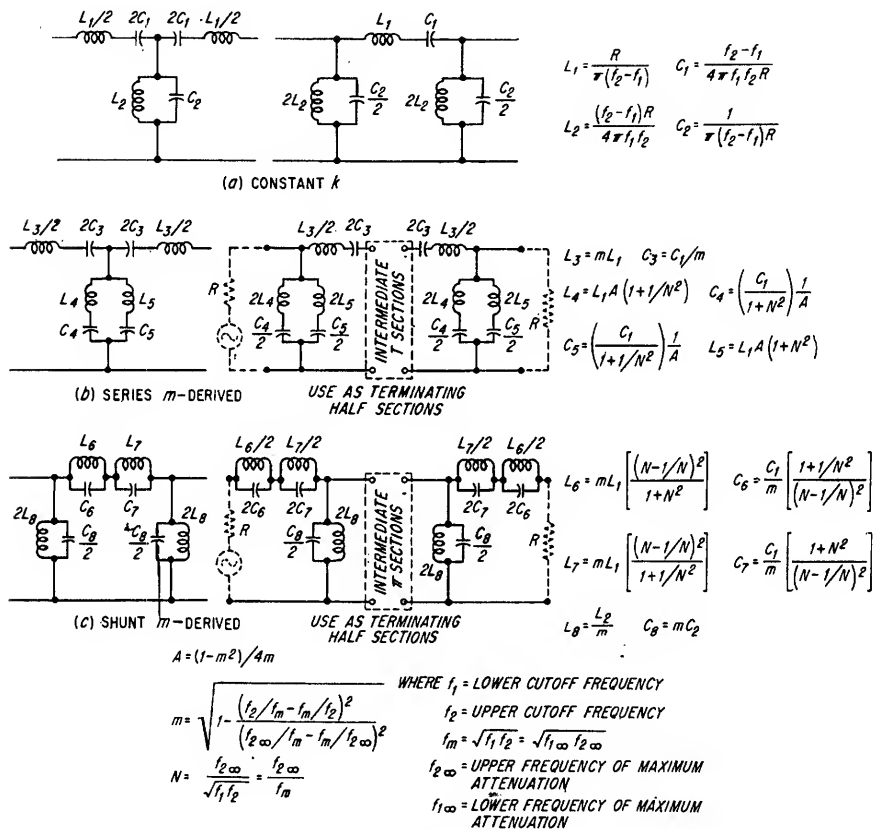 L₁/2 2C₁ 2C₁ L₁/2
L₂ C₂
L₁ C₁
2L₂ C₂/2 2L₂ C₂/2
L₁ = R/π(f₂-f₁) C₁ = f₂-f₁/4πf₁f₂R
L₂ = (f₂-f₁)R/4πf₁f₂ C₂ = 1/π(f₂-f₁)R
(a) CONSTANT k
L₃/2 2C₃ 2C₃ L₃/2
L₄ L₅
C₄ C₅
L₃/2 2C₃
R 2L₄ 2L₅
C₄/2 C₅/2
INTERMEDIATE
T SECTIONS
2C₃ L₃/2
2L₄ 2L₅
C₄/2 C₅/2 R
L₃ = mL₁ C₃ = C₁/m
L₄ = L₁A(1+1/N²) C₄ = (C₁/1+N²) 1/A
C₅ = (C₁/1+1/N²) 1/A L₅ = L₁A(1+N²)
(b) SERIES m-DERIVED
USE AS TERMINATING
HALF SECTIONS
L₆ L₇
C₆ C₇
2L₈ C₈/2 C₈/2 2L₈
L₆/2 L₇/2
2C₆ 2C₇
R C₈/2 2L₈
INTERMEDIATE
π SECTIONS
L₇/2 L₆/2
2C₇ 2C₆
2L₈ C₈/2 R
L₆ = mL₁ [(N-1/N)²/1+N²] C₆ = C₁/m [1+1/N²/(N-1/N)²]
L₇ = mL₁ [(N-1/N)²/1+1/N²] C₇ = C₁/m [1+N²/(N-1/N)²]
L₈ = L₂/m C₈ = mC₂
(c) SHUNT m-DERIVED
USE AS TERMINATING
HALF SECTIONS
A = (1-m²)/4m
m = √1 - (f₂/fₘ - fₘ/f₂)²/(f₂∞/fₘ - fₘ/f₂∞)²
N = f₂∞/√f₁f₂ = f₂∞/fₘ
WHERE f₁ = LOWER CUTOFF FREQUENCY
f₂ = UPPER CUTOFF FREQUENCY
fₘ = √f₁f₂ = √f₁∞ f₂∞
f₂∞ = UPPER FREQUENCY OF MAXIMUM
ATTENUATION
f₁∞ = LOWER FREQUENCY OF MAXIMUM
ATTENUATION